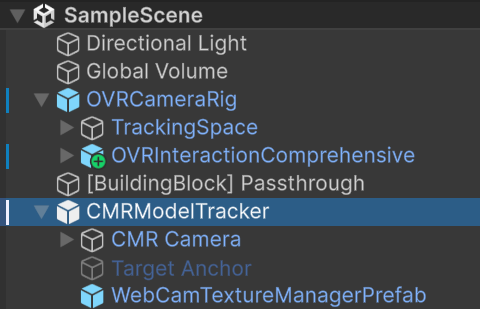 SampleScene
Directional Light
Global Volume
OVRCameraRig
TrackingSpace
OVRInteractionComprehensive
[BuildingBlock] Passthrough
CMRModelTracker
CMR Camera
Target Anchor
WebCamTextureManagerPrefab